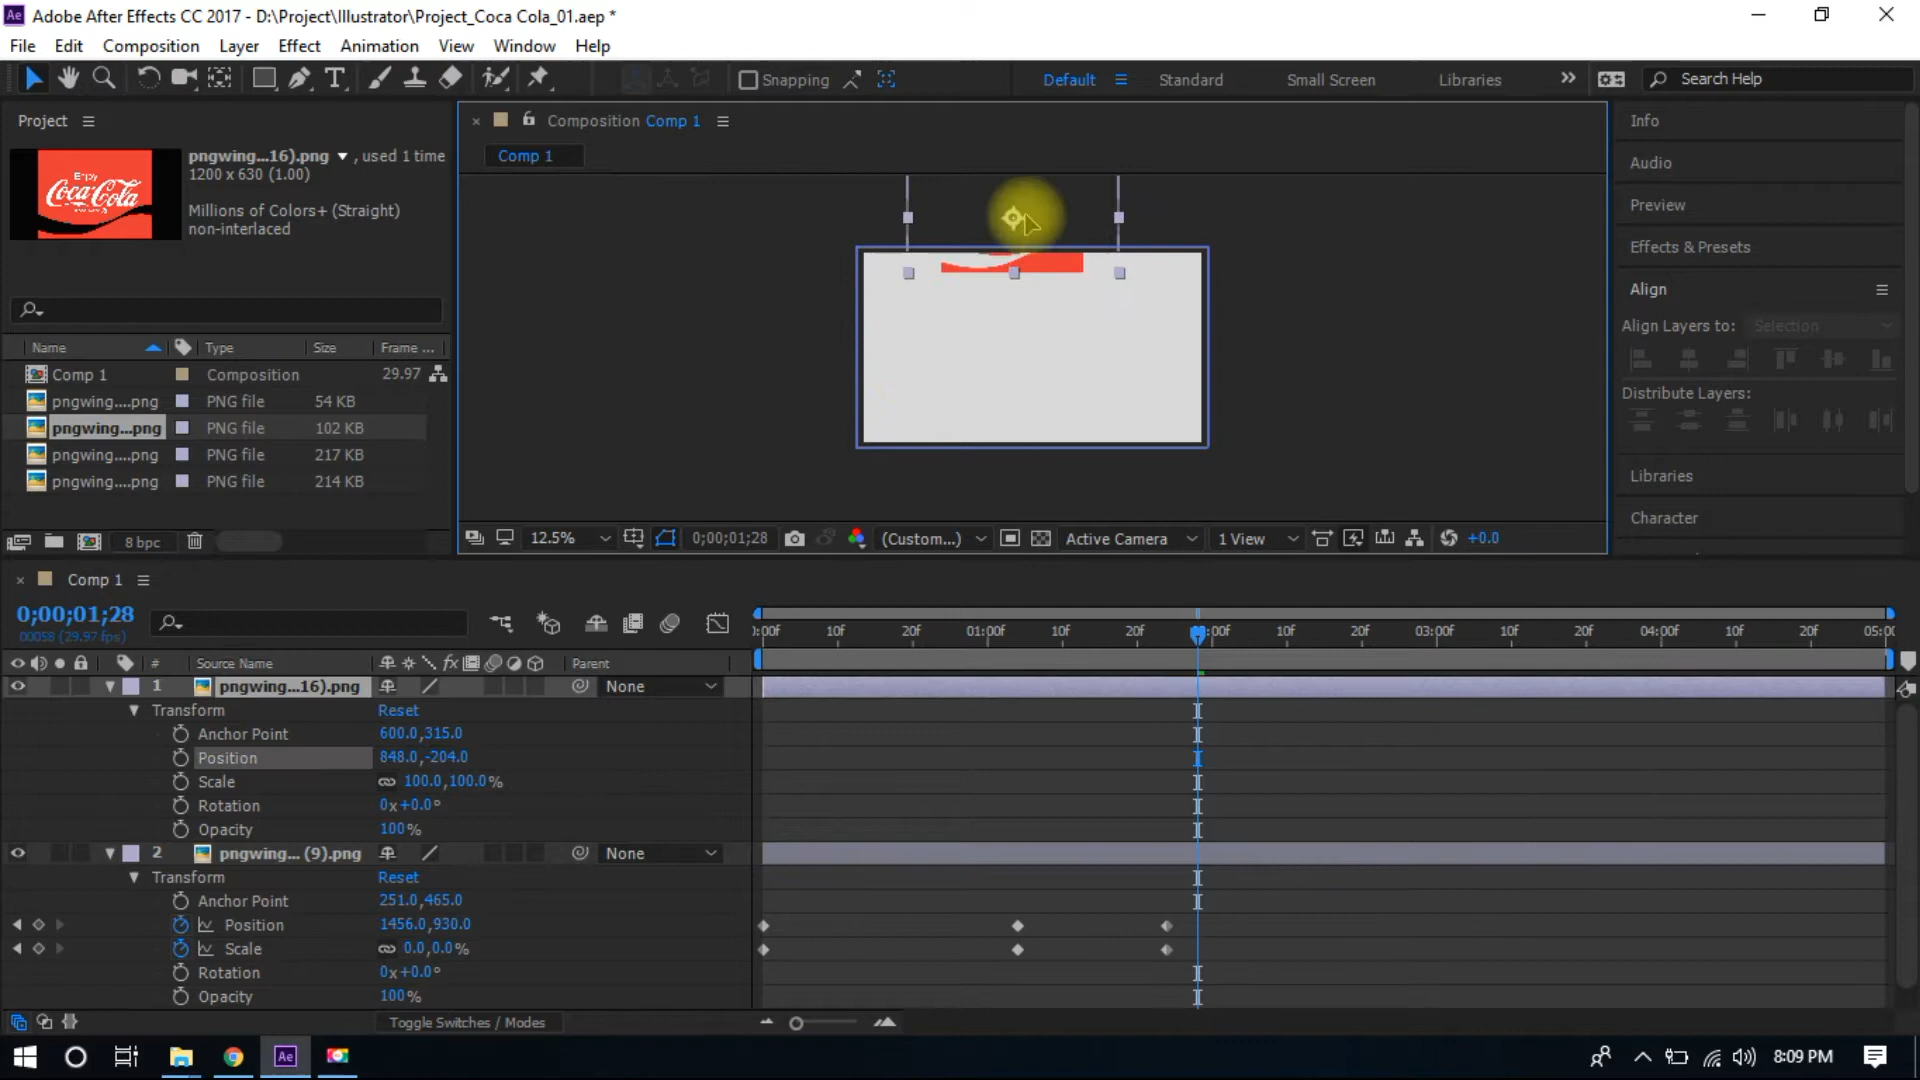 Adobe After Effects CC 2017 - D:\Project\Illustrator\Project_Coca Cola_01.aep *
File Edit Composition Layer Effect Animation View Window Help
Snapping Default Standard Small Screen Libraries Search Help
Project
pngwing...16).png , used 1 time
1200 x 630 (1.00)
Millions of Colors+ (Straight)
non-interlaced
Enjoy
Coca-Cola
Name Type Size Frame ...
Comp 1 Composition 29.97
pngwing....png PNG file 54 KB
pngwing...png PNG file 102 KB
pngwing....png PNG file 217 KB
pngwing....png PNG file 214 KB
8 bpc
Composition Comp 1
Comp 1
12.5% 0;00;01;28 (Custom...) Active Camera 1 View +0.0
Info
Audio
Preview
Effects & Presets
Align
Align Layers to: Selection
Distribute Layers:
Libraries
Character
Comp 1
0;00;01;28
00058 (29.97 fps)
):00f 10f 20f 01:00f 10f 20f :00f 10f 20f 03:00f 10f 20f 04:00f 10f 20f 05:00
# Source Name fx Parent
1 pngwing...16).png None
Transform Reset
Anchor Point 600.0,315.0
Position 848.0,-204.0
Scale 100.0,100.0%
Rotation 0x+0.0°
Opacity 100%
2 pngwing... (9).png None
Transform Reset
Anchor Point 251.0,465.0
Position 1456.0,930.0
Scale 0.0,0.0%
Rotation 0x+0.0°
Opacity 100%
Toggle Switches / Modes
Ae 8:09 PM